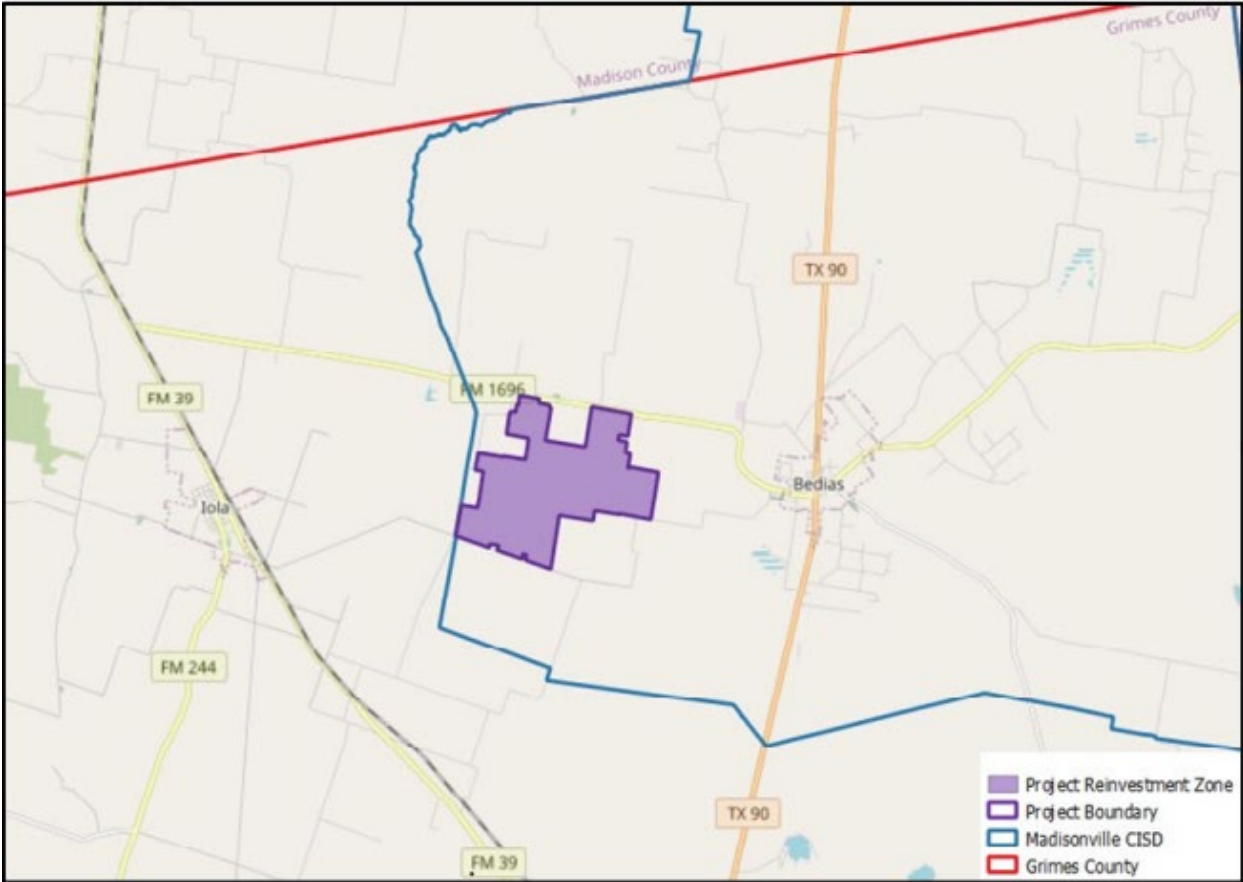 Grimes County
Madison County
TX 90
FM 1696
FM 39
Bedias
Iola
FM 244
TX 90
FM 39
Project Reinvestment Zone
Project Boundary
Madisonville CISD
Grimes County